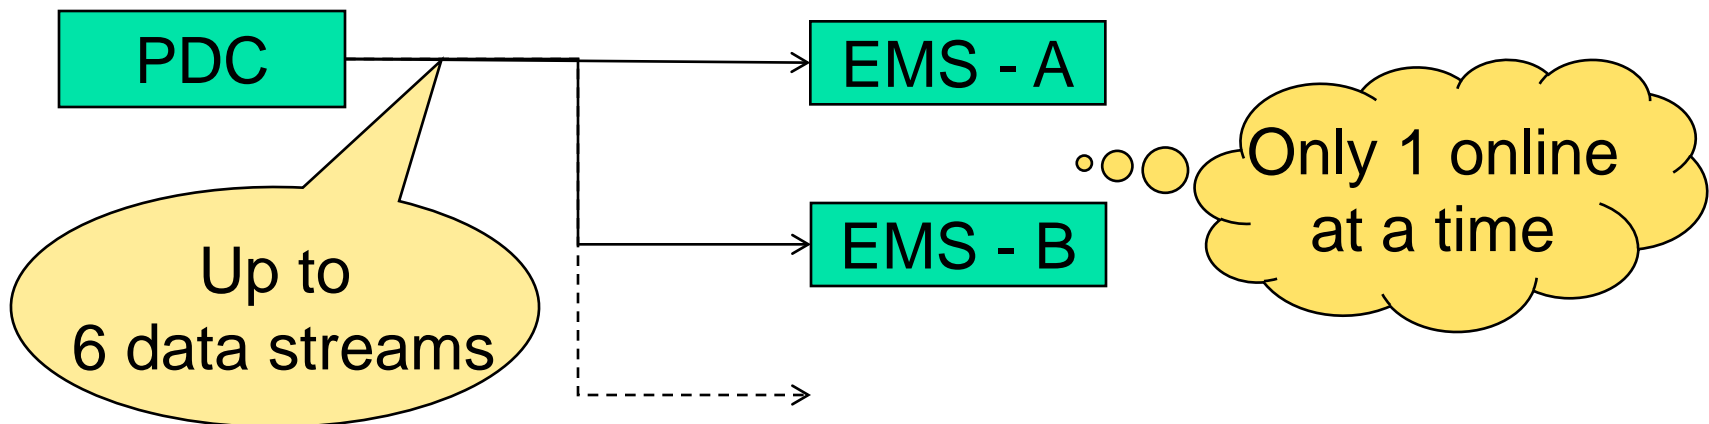 PDC
EMS - A
Only 1 online
at a time
EMS - B
Up to
6 data streams